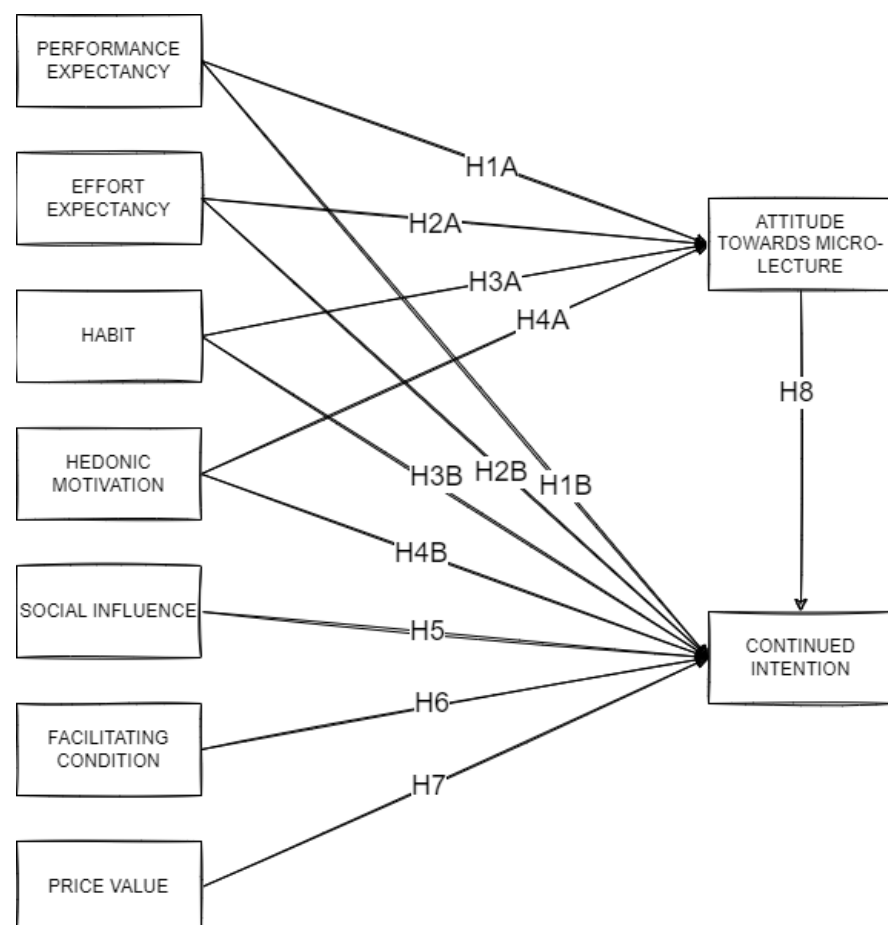 PERFORMANCE
EXPECTANCY
H1A
EFFORT
EXPECTANCY
H2A
ATTITUDE
TOWARDS MICRO-
LECTURE
H3A
HABIT
H4A
H8
HEDONIC
MOTIVATION
H3B
H2B
H1B
H4B
SOCIAL INFLUENCE
H5
CONTINUED
INTENTION
H6
FACILITATING
CONDITION
H7
PRICE VALUE